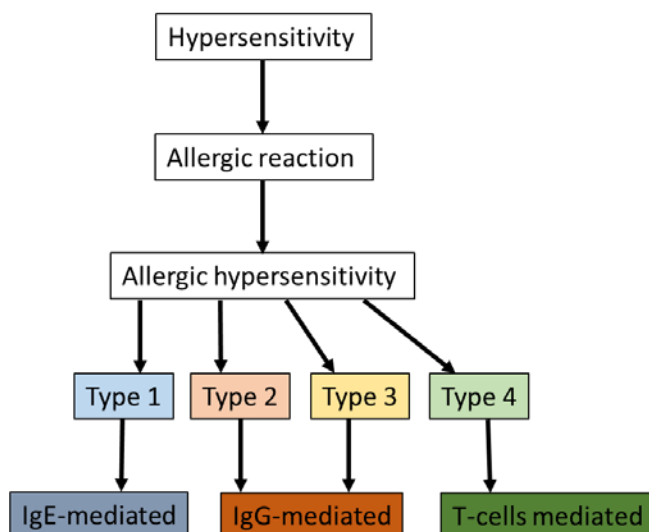 Hypersensitivity
Allergic reaction
Allergic hypersensitivity
Type 1
Type 2
Type 3
Type 4
IgE-mediated
IgG-mediated
T-cells mediated